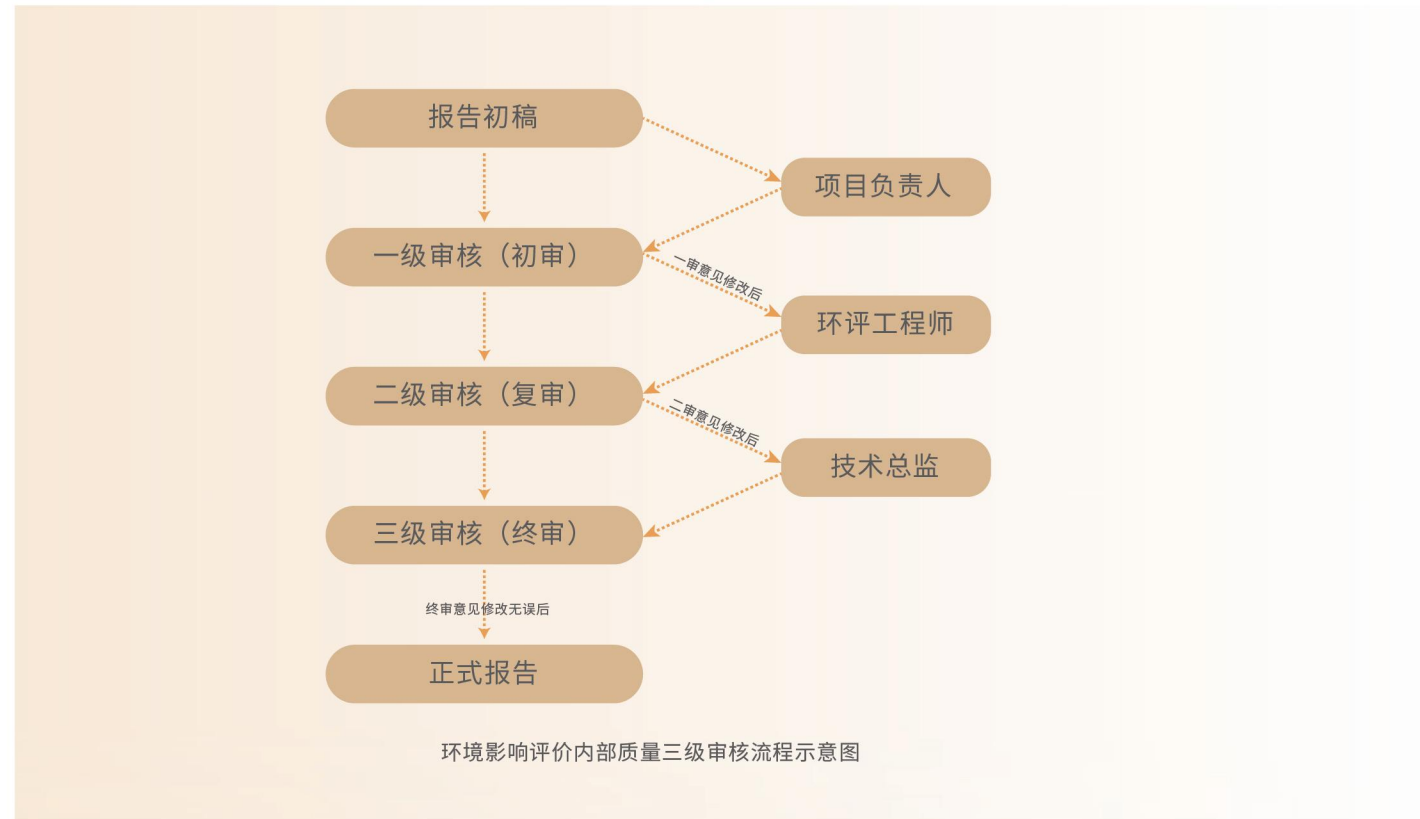 报告初稿
项目负责人
一级审核（初审）
一审意见修改后
环评工程师
二级审核（复审）
二审意见修改后
技术总监
三级审核（终审）
终审意见修改无误后
正式报告
环境影响评价内部质量三级审核流程示意图